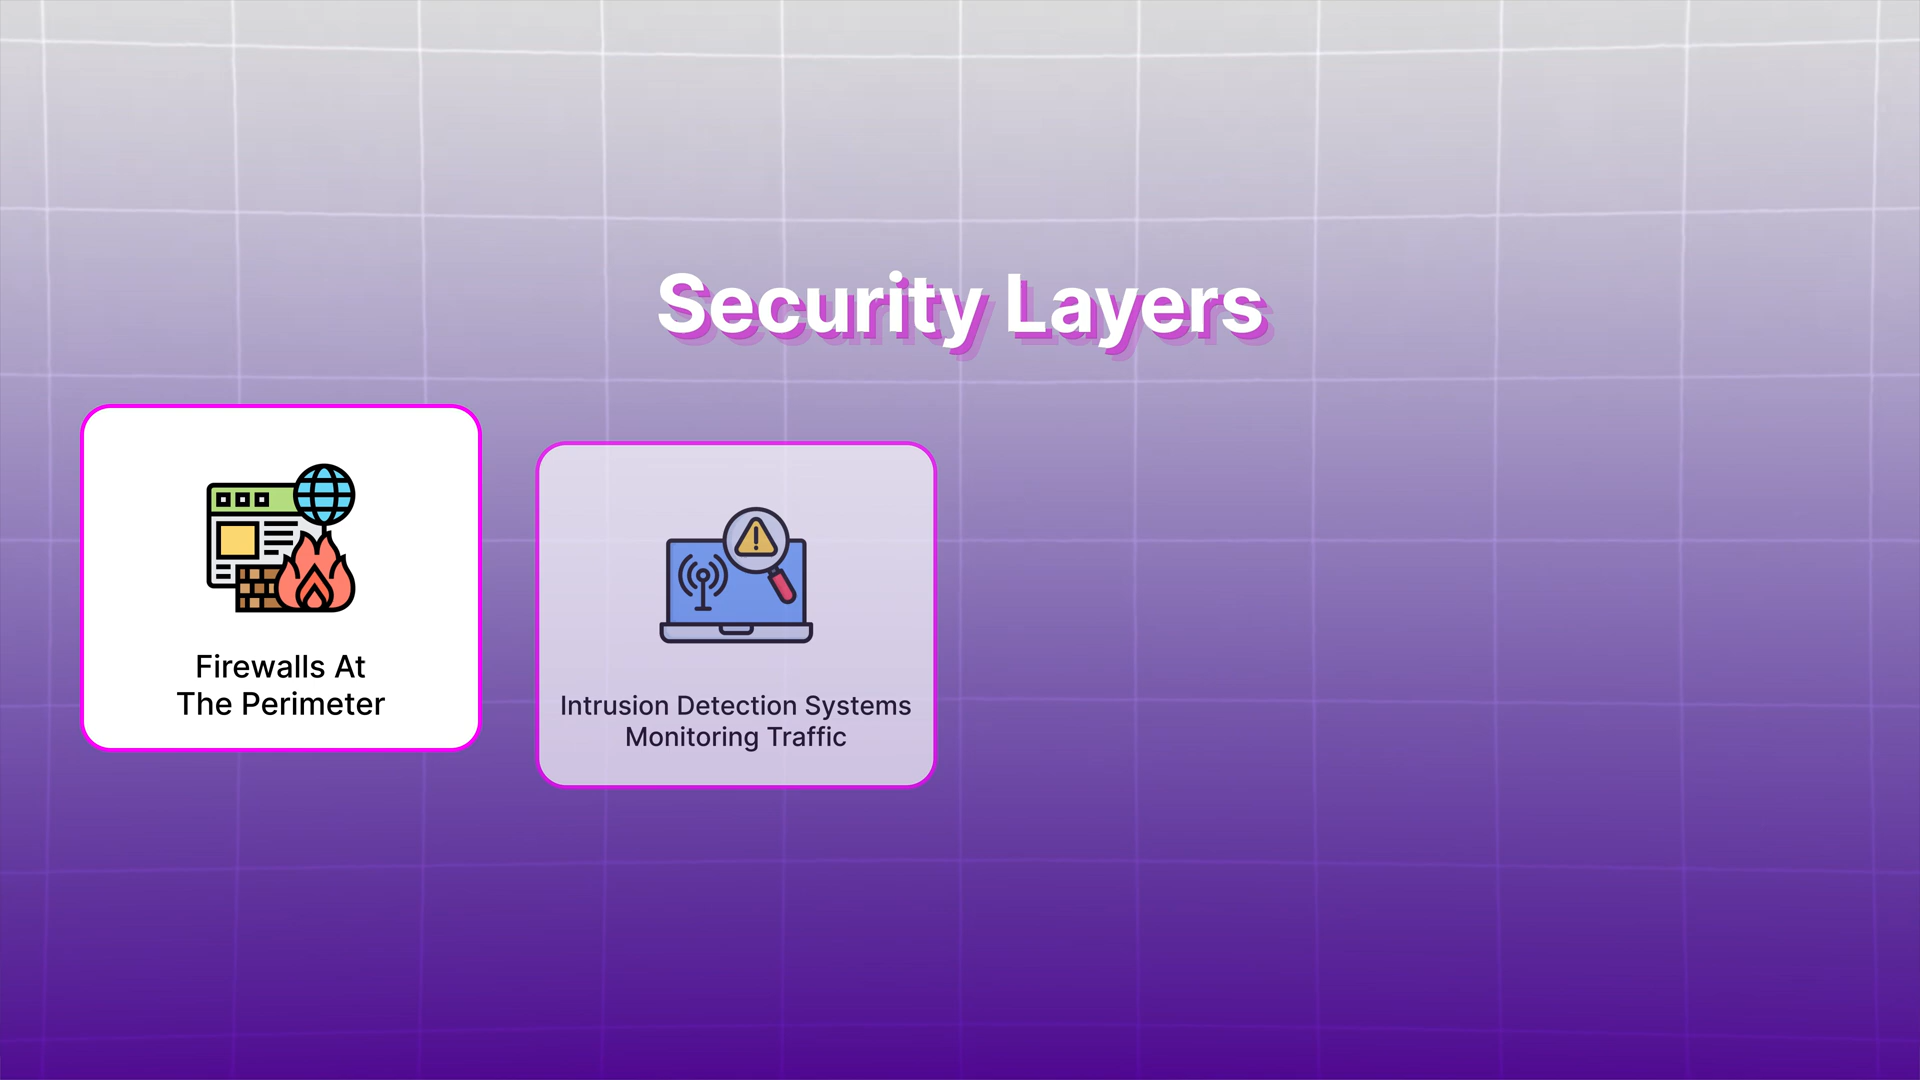 Security Layers
Firewalls At
The Perimeter
Intrusion Detection Systems
Monitoring Traffic